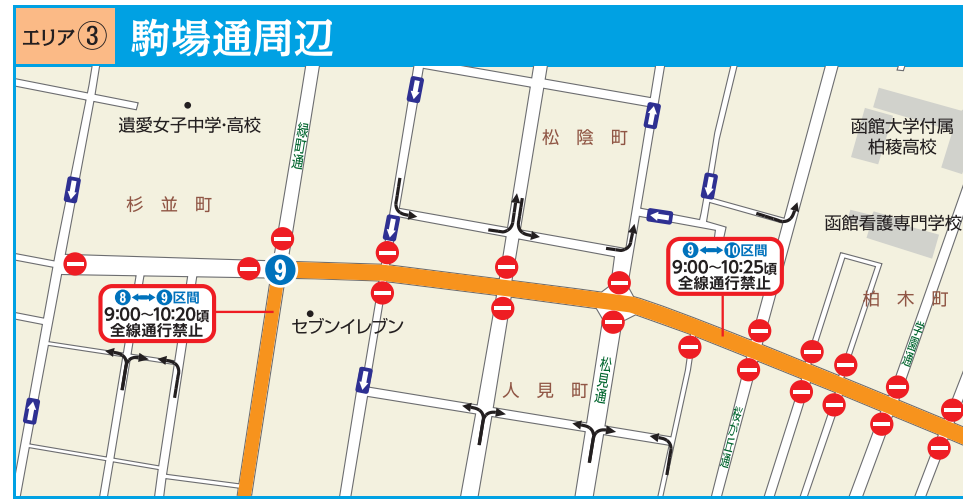 エリア③ 駒場通周辺
遺愛女子中学・高校
松陰町
函館大学付属
柏稜高校
杉並町
函館看護専門学校
9
⑨↔⑩区間
9:00〜10:25頃
全線通行禁止
⑧↔⑨区間
9:00〜10:20頃
全線通行禁止
セブンイレブン
柏木町
人見町
松見通
学園通